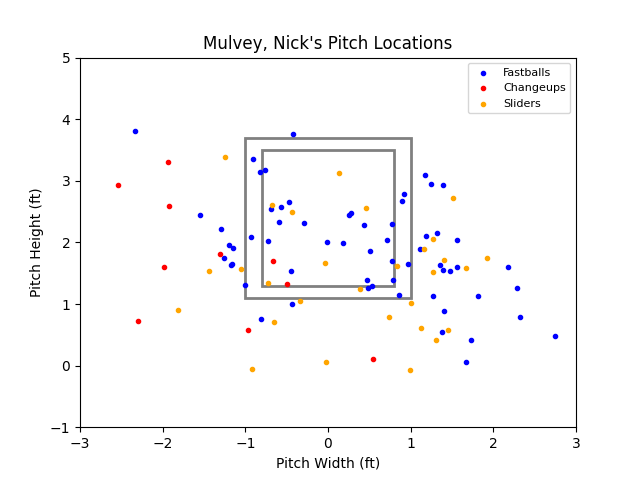 Mulvey, Nick's Pitch Locations
Fastballs
Changeups
Sliders
5
4
3
2
1
0
−1
Pitch Height (ft)
−3
−2
−1
0
1
2
3
Pitch Width (ft)